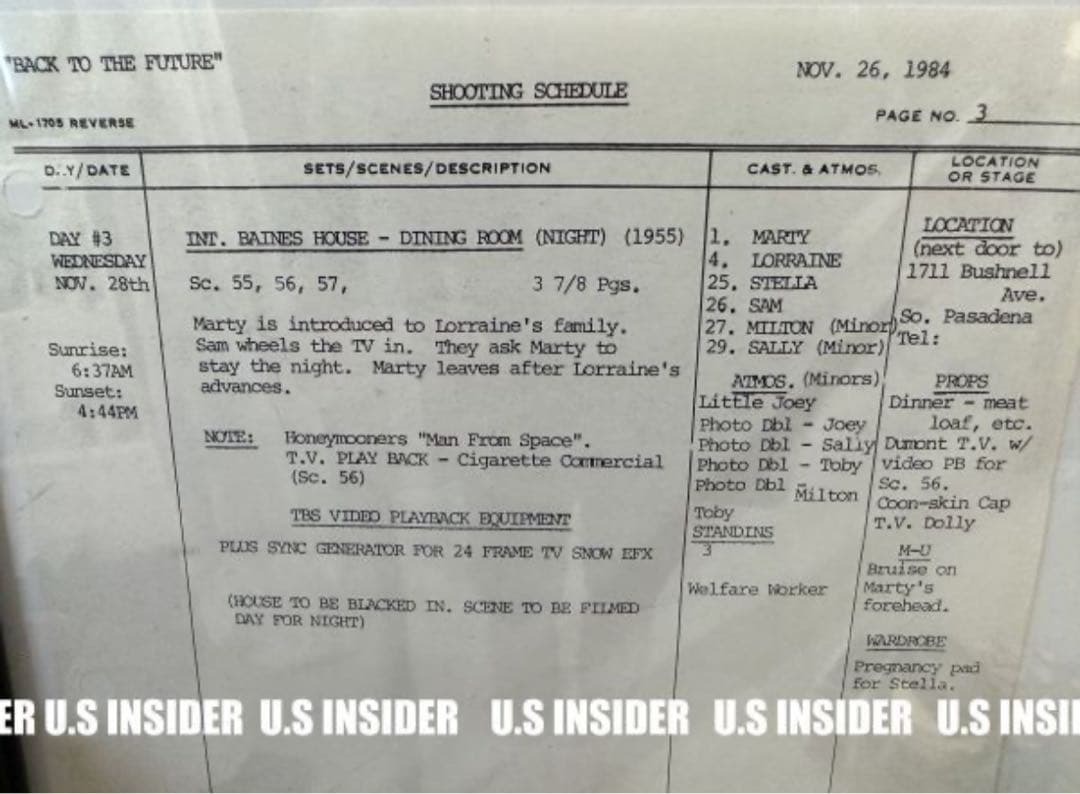 "BACK TO THE FUTURE"
NOV. 26, 1984
SHOOTING SCHEDULE
ML-1705 REVERSE
PAGE NO. 3
D.Y/DATE
SETS/SCENES/DESCRIPTION
CAST. & ATMOS.
LOCATION
OR STAGE
DAY #3
WEDNESDAY
NOV. 28th
Sunrise:
6:37AM
Sunset:
4:44PM
INT. BAINES HOUSE - DINING ROOM (NIGHT) (1955)
Sc. 55, 56, 57, 3 7/8 Pgs.
Marty is introduced to Lorraine's family.
Sam wheels the TV in. They ask Marty to
stay the night. Marty leaves after Lorraine's
advances.
NOTE: Honeymooners "Man From Space".
T.V. PLAY BACK - Cigarette Commercial
(Sc. 56)
TBS VIDEO PLAYBACK EQUIPMENT
PLUS SYNC GENERATOR FOR 24 FRAME TV SNOW EFX
(HOUSE TO BE BLACKED IN. SCENE TO BE FILMED
DAY FOR NIGHT)
1. MARTY
4. LORRAINE
25. STELLA
26. SAM
27. MILTON (Minor)
29. SALLY (Minor)
ATMOS. (Minors)
Little Joey
Photo Dbl - Joey
Photo Dbl - Sally
Photo Dbl - Toby
Photo Dbl - Milton
Toby
STANDINS
3
Welfare Worker
LOCATION
(next door to)
1711 Bushnell
Ave.
So. Pasadena
Tel:
PROPS
Dinner - meat
loaf, etc.
Dumont T.V. w/
video PB for
Sc. 56.
Coon-skin Cap
T.V. Dolly
M-U
Bruise on
Marty's
forehead.
WARDROBE
Pregnancy pad
for Stella.
ER U.S INSIDER U.S INSIDER U.S INSIDER U.S INSIDER U.S INSI